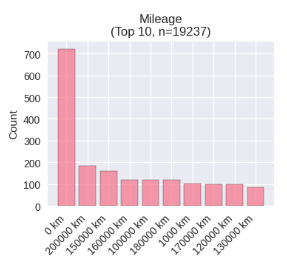 Mileage
(Top 10, n=19237)
Count
700
600
500
400
300
200
100
0
0 km
200000 km
150000 km
160000 km
100000 km
180000 km
1000 km
170000 km
120000 km
130000 km